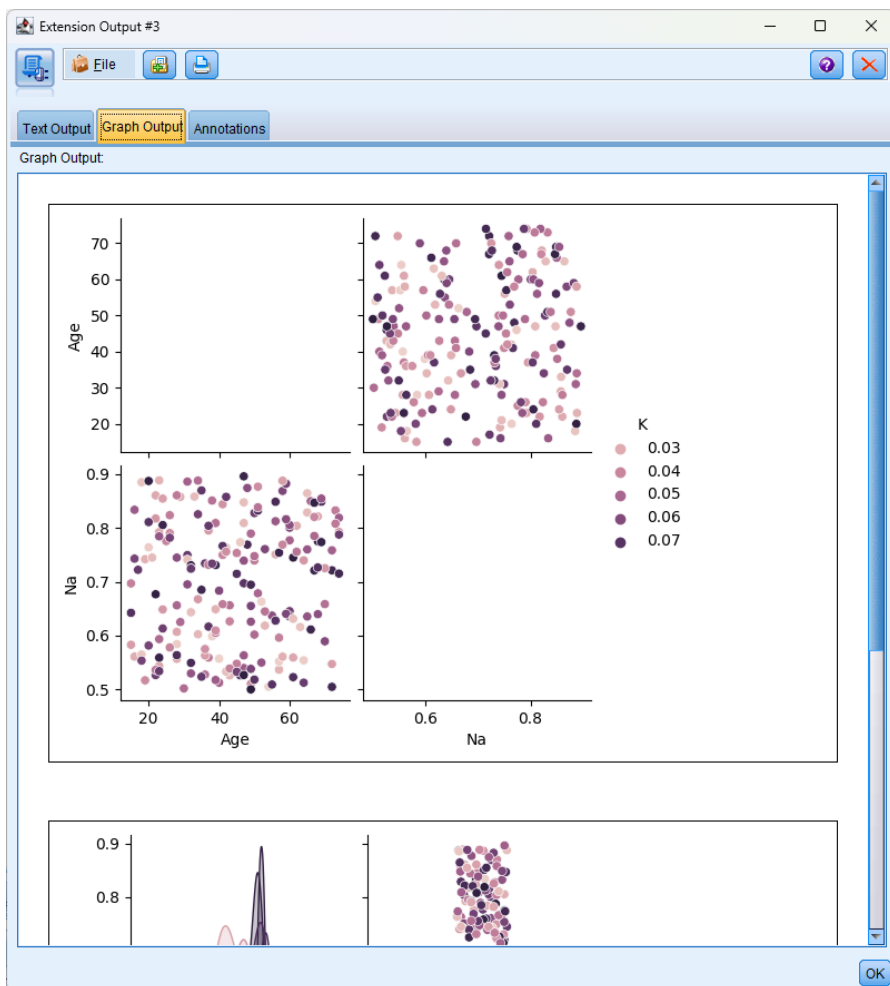 Extension Output #3
File
Text Output Graph Output Annotations
Graph Output:
70
60
50
40
30
20
Age
K
0.03
0.04
0.05
0.06
0.07
0.9
0.8
0.7
0.6
0.5
Na
20 40 60
0.6 0.8
Age
Na
0.9
0.8
OK